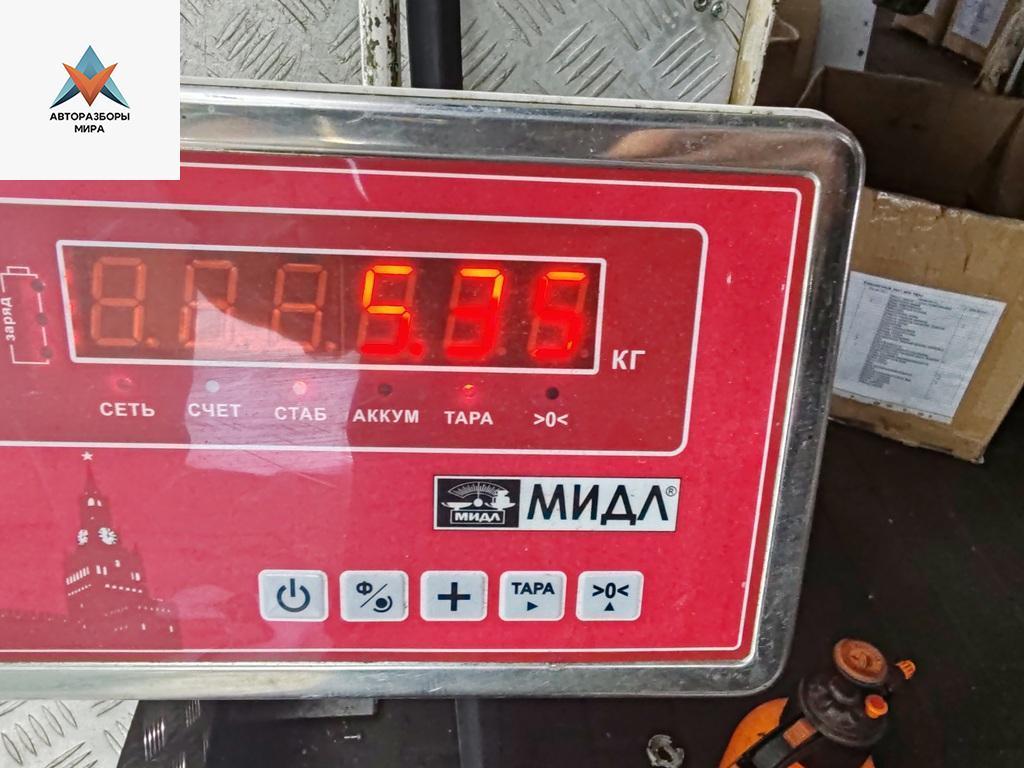 АВТОРАЗБОРЫ
МИРА
заряд
5.35
КГ
СЕТЬ СЧЕТ СТАБ АККУМ ТАРА >0<
МИДЛ
МИДЛ®
Ф
ТАРА
>0<